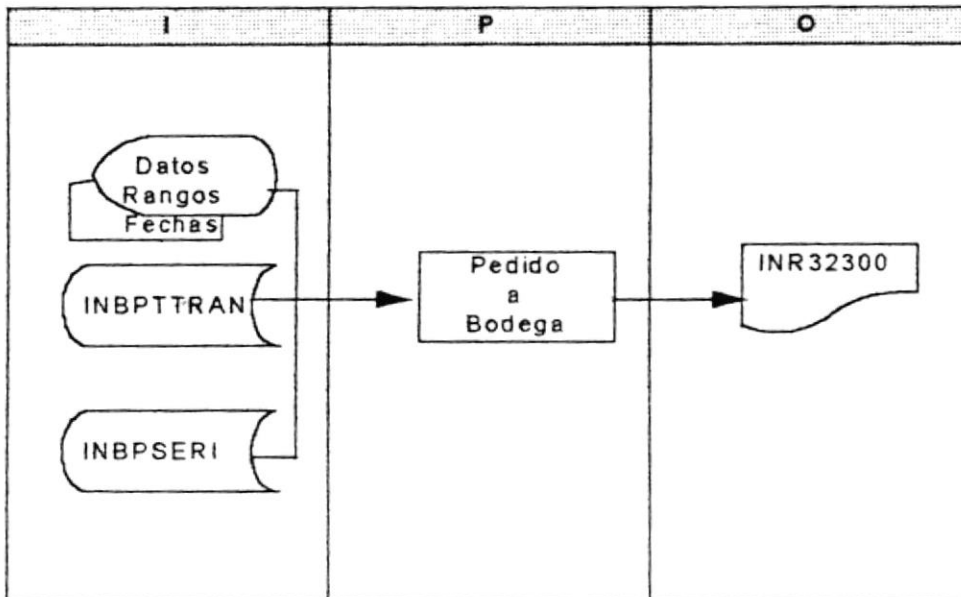 I P O
Datos
Rangos
Fechas
INBPTTRAN
INBPSERI
Pedido
a
Bodega
INR32300